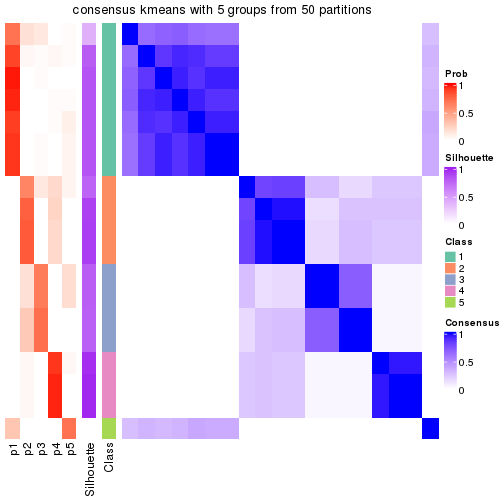 consensus kmeans with 5 groups from 50 partitions
Prob
1
0.5
0
Silhouette
1
0.5
0
Class
1
2
3
4
5
Consensus
1
0.5
0
p1
p2
p3
p4
p5
Silhouette
Class